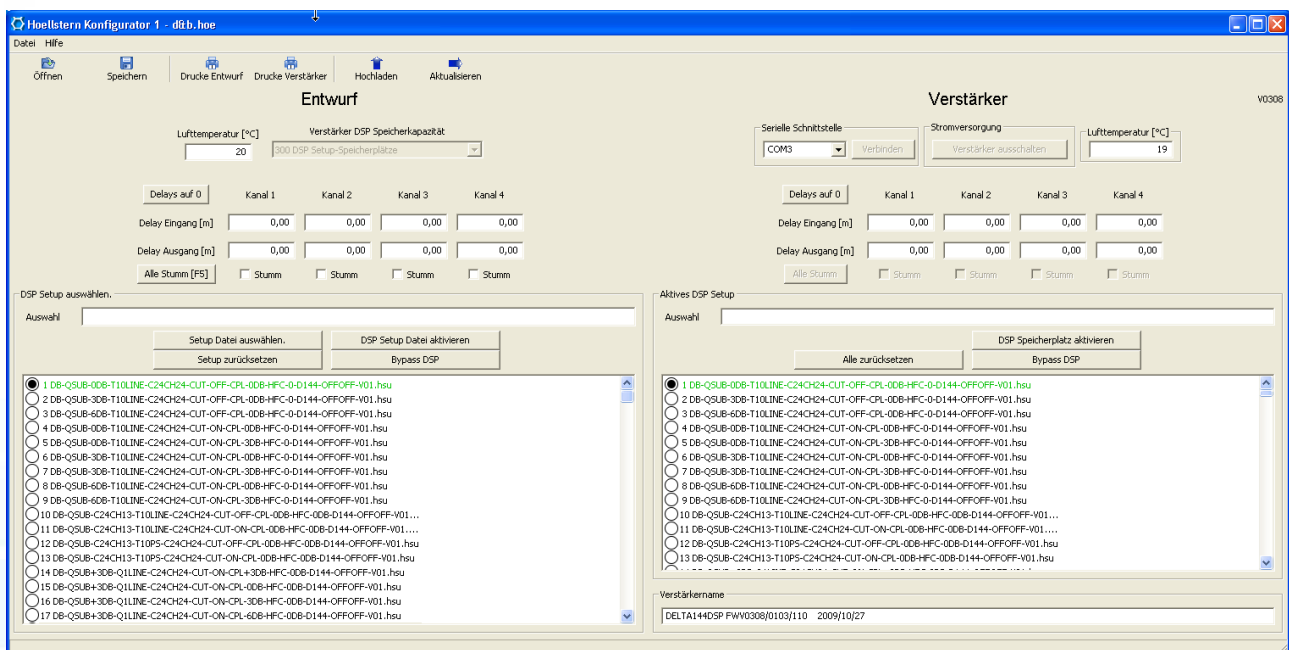 Hoellstern Konfigurator 1 - d&b.hoe
Datei Hilfe
Öffnen Speichern Drucke Entwurf Drucke Verstärker Hochladen Aktualisieren
Entwurf
Lufttemperatur [°C] Verstärker DSP Speicherkapazität
20 300 DSP Setup-Speicherplätze
Delays auf 0 Kanal 1 Kanal 2 Kanal 3 Kanal 4
Delay Eingang [m] 0,00 0,00 0,00 0,00
Delay Ausgang [m] 0,00 0,00 0,00 0,00
Alle Stumm [F5] Stumm Stumm Stumm Stumm
DSP Setup auswählen.
Auswahl
Setup Datei auswählen. DSP Setup Datei aktivieren
Setup zurücksetzen Bypass DSP
1 DB-QSUB-0DB-T10LINE-C24CH24-CUT-OFF-CPL-0DB-HFC-0-D144-OFFOFF-V01.hsu
2 DB-QSUB-3DB-T10LINE-C24CH24-CUT-OFF-CPL-0DB-HFC-0-D144-OFFOFF-V01.hsu
3 DB-QSUB-6DB-T10LINE-C24CH24-CUT-OFF-CPL-0DB-HFC-0-D144-OFFOFF-V01.hsu
4 DB-QSUB-0DB-T10LINE-C24CH24-CUT-ON-CPL-0DB-HFC-0-D144-OFFOFF-V01.hsu
5 DB-QSUB-0DB-T10LINE-C24CH24-CUT-ON-CPL-3DB-HFC-0-D144-OFFOFF-V01.hsu
6 DB-QSUB-3DB-T10LINE-C24CH24-CUT-ON-CPL-0DB-HFC-0-D144-OFFOFF-V01.hsu
7 DB-QSUB-3DB-T10LINE-C24CH24-CUT-ON-CPL-3DB-HFC-0-D144-OFFOFF-V01.hsu
8 DB-QSUB-6DB-T10LINE-C24CH24-CUT-ON-CPL-0DB-HFC-0-D144-OFFOFF-V01.hsu
9 DB-QSUB-6DB-T10LINE-C24CH24-CUT-ON-CPL-3DB-HFC-0-D144-OFFOFF-V01.hsu
10 DB-QSUB-C24CH13-T10LINE-C24CH24-CUT-OFF-CPL-0DB-HFC-0DB-D144-OFFOFF-V01...
11 DB-QSUB-C24CH13-T10LINE-C24CH24-CUT-ON-CPL-0DB-HFC-0DB-D144-OFFOFF-V01....
12 DB-QSUB-C24CH13-T10PS-C24CH24-CUT-OFF-CPL-0DB-HFC-0DB-D144-OFFOFF-V01.hsu
13 DB-QSUB-C24CH13-T10PS-C24CH24-CUT-ON-CPL-0DB-HFC-0DB-D144-OFFOFF-V01.hsu
14 DB-QSUB+3DB-Q1LINE-C24CH24-CUT-ON-CPL+3DB-HFC-0DB-D144-OFFOFF-V01.hsu
15 DB-QSUB+3DB-Q1LINE-C24CH24-CUT-ON-CPL-0DB-HFC-0DB-D144-OFFOFF-V01.hsu
16 DB-QSUB+3DB-Q1LINE-C24CH24-CUT-ON-CPL-3DB-HFC-0DB-D144-OFFOFF-V01.hsu
17 DB-QSUB+3DB-Q1LINE-C24CH24-CUT-ON-CPL-6DB-HFC-0DB-D144-OFFOFF-V01.hsu
Verstärker V0308
Serielle Schnittstelle Stromversorgung Lufttemperatur [°C]
COM3 Verbinden Verstärker ausschalten 19
Delays auf 0 Kanal 1 Kanal 2 Kanal 3 Kanal 4
Delay Eingang [m] 0,00 0,00 0,00 0,00
Delay Ausgang [m] 0,00 0,00 0,00 0,00
Alle Stumm Stumm Stumm Stumm Stumm
Aktives DSP Setup
Auswahl
DSP Speicherplatz aktivieren
Alle zurücksetzen Bypass DSP
1 DB-QSUB-0DB-T10LINE-C24CH24-CUT-OFF-CPL-0DB-HFC-0-D144-OFFOFF-V01.hsu
2 DB-QSUB-3DB-T10LINE-C24CH24-CUT-OFF-CPL-0DB-HFC-0-D144-OFFOFF-V01.hsu
3 DB-QSUB-6DB-T10LINE-C24CH24-CUT-OFF-CPL-0DB-HFC-0-D144-OFFOFF-V01.hsu
4 DB-QSUB-0DB-T10LINE-C24CH24-CUT-ON-CPL-0DB-HFC-0-D144-OFFOFF-V01.hsu
5 DB-QSUB-0DB-T10LINE-C24CH24-CUT-ON-CPL-3DB-HFC-0-D144-OFFOFF-V01.hsu
6 DB-QSUB-3DB-T10LINE-C24CH24-CUT-ON-CPL-0DB-HFC-0-D144-OFFOFF-V01.hsu
7 DB-QSUB-3DB-T10LINE-C24CH24-CUT-ON-CPL-3DB-HFC-0-D144-OFFOFF-V01.hsu
8 DB-QSUB-6DB-T10LINE-C24CH24-CUT-ON-CPL-0DB-HFC-0-D144-OFFOFF-V01.hsu
9 DB-QSUB-6DB-T10LINE-C24CH24-CUT-ON-CPL-3DB-HFC-0-D144-OFFOFF-V01.hsu
10 DB-QSUB-C24CH13-T10LINE-C24CH24-CUT-OFF-CPL-0DB-HFC-0DB-D144-OFFOFF-V01...
11 DB-QSUB-C24CH13-T10LINE-C24CH24-CUT-ON-CPL-0DB-HFC-0DB-D144-OFFOFF-V01....
12 DB-QSUB-C24CH13-T10PS-C24CH24-CUT-OFF-CPL-0DB-HFC-0DB-D144-OFFOFF-V01.hsu
13 DB-QSUB-C24CH13-T10PS-C24CH24-CUT-ON-CPL-0DB-HFC-0DB-D144-OFFOFF-V01.hsu
Verstärkername
DELTA144DSP FWV0308/0103/110 2009/10/27